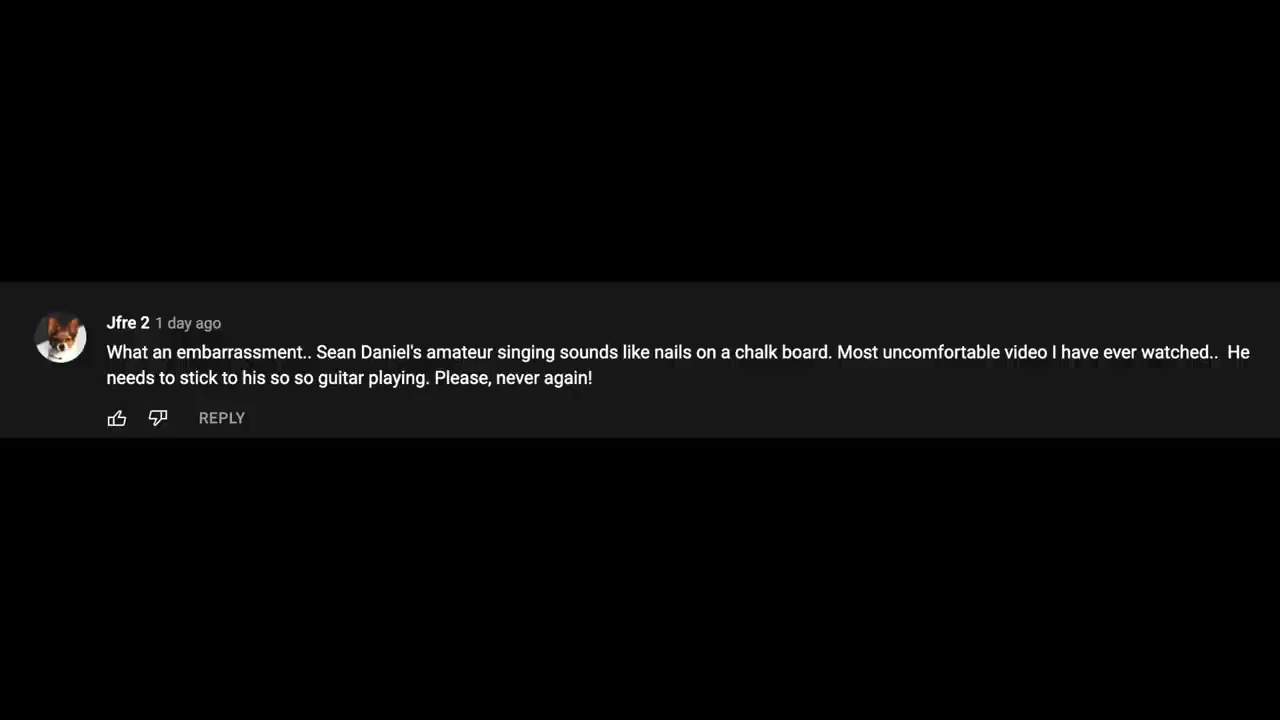 Jfre 2 1 day ago
What an embarrassment.. Sean Daniel's amateur singing sounds like nails on a chalk board. Most uncomfortable video I have ever watched..  He
needs to stick to his so so guitar playing. Please, never again!
REPLY